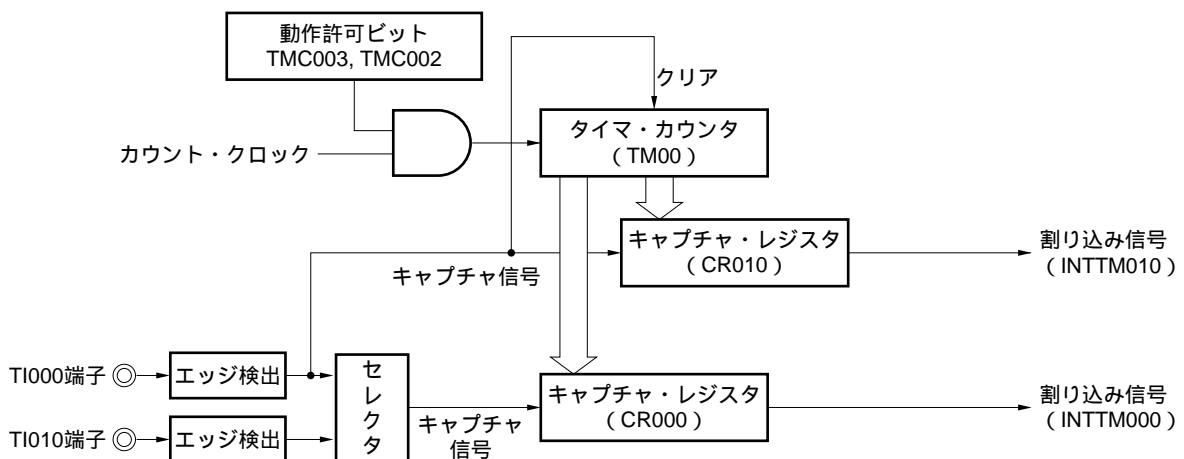 動作許可ビット
TMC003, TMC002
クリア
タイマ・カウンタ
（TM00）
カウント・クロック
キャプチャ・レジスタ
（CR010）
割り込み信号
（INTTM010）
キャプチャ信号
TI000端子
エッジ検出
セレクタ
キャプチャ・レジスタ
（CR000）
割り込み信号
（INTTM000）
キャプチャ
信号
TI010端子
エッジ検出